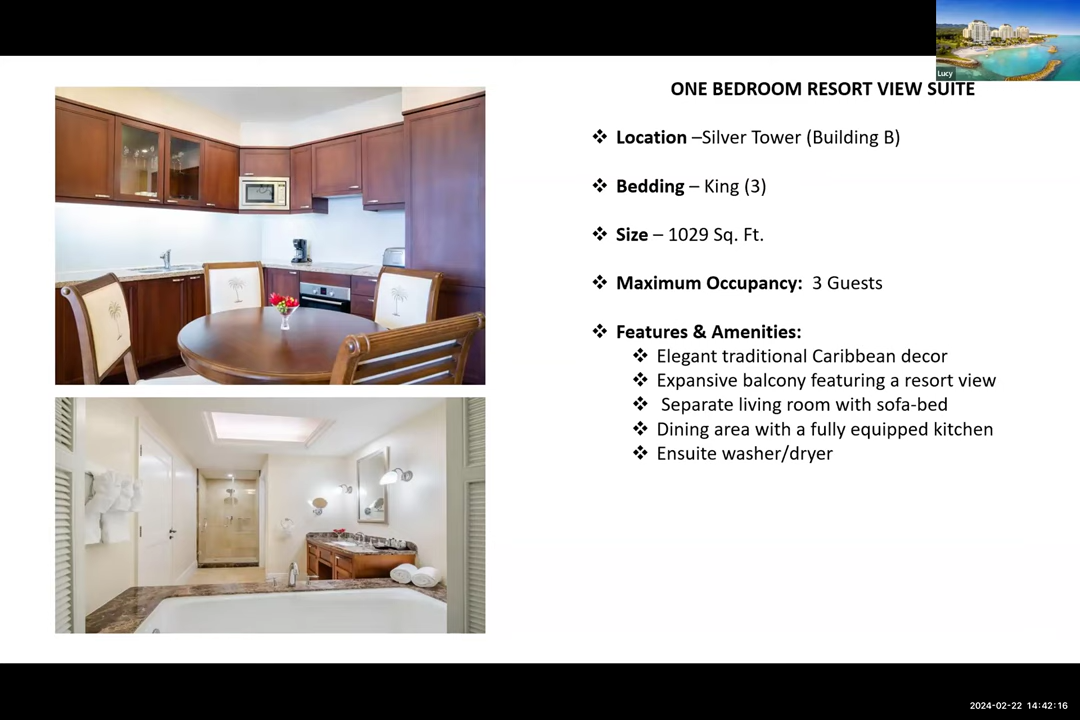 Lucy
ONE BEDROOM RESORT VIEW SUITE
❖ Location –Silver Tower (Building B)
❖ Bedding – King (3)
❖ Size – 1029 Sq. Ft.
❖ Maximum Occupancy: 3 Guests
❖ Features & Amenities:
❖ Elegant traditional Caribbean decor
❖ Expansive balcony featuring a resort view
❖ Separate living room with sofa-bed
❖ Dining area with a fully equipped kitchen
❖ Ensuite washer/dryer
2024-02-22 14:42:16